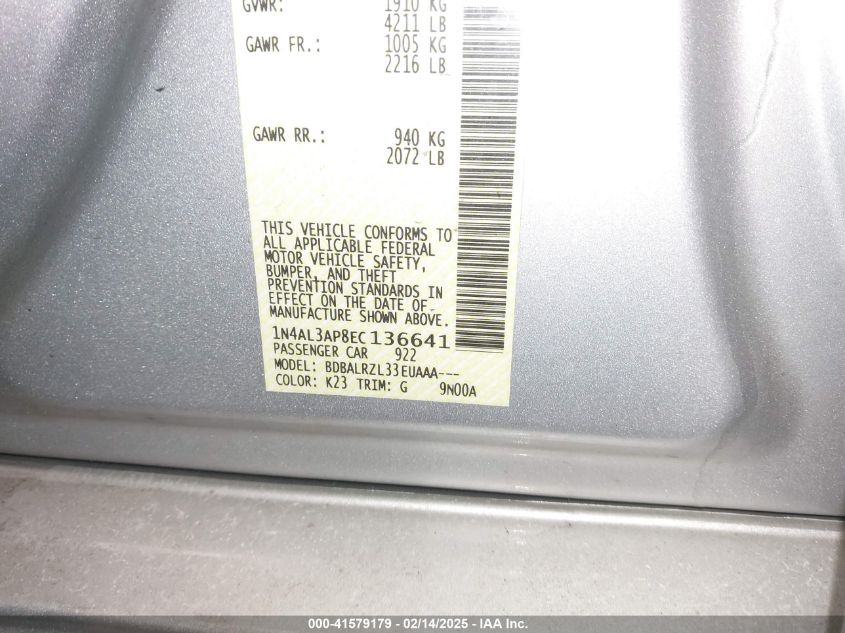 GVWR: 1910 KG
4211 LB
GAWR FR.: 1005 KG
2216 LB
GAWR RR.: 940 KG
2072 LB
THIS VEHICLE CONFORMS TO
ALL APPLICABLE FEDERAL
MOTOR VEHICLE SAFETY,
BUMPER, AND THEFT
PREVENTION STANDARDS IN
EFFECT ON THE DATE OF
MANUFACTURE SHOWN ABOVE.
1N4AL3AP8EC136641
PASSENGER CAR 922
MODEL: BDBALRZL33EUAAA---
COLOR: K23 TRIM: G 9N00A
000-41579179 - 02/14/2025 - IAA Inc.